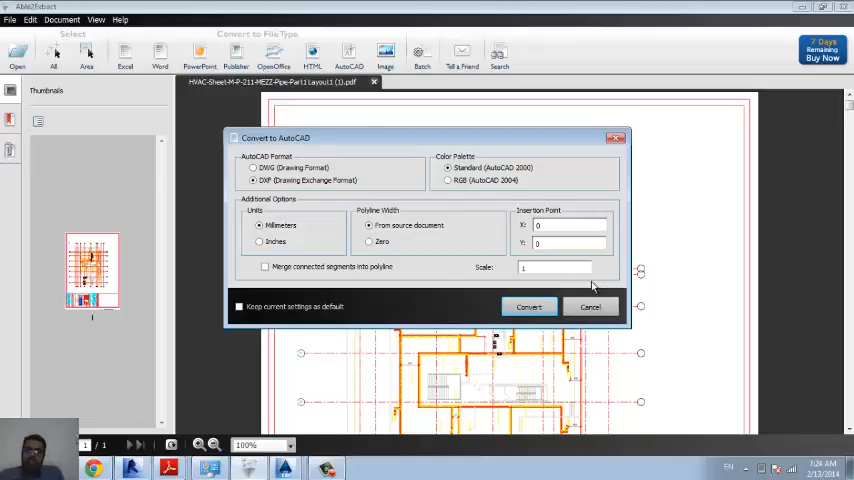 Able2Extract
File Edit Document View Help
Select
Convert to File Type
Open
All
Area
Excel
Word
PowerPoint
Publisher
OpenOffice
HTML
AutoCAD
Image
Batch
Tell a Friend
Search
7 Days
Remaining
Buy Now
Thumbnails
HVAC-Sheet-M-P-211-MEZZ-Pipe-Part1Layout1 (1).pdf
Convert to AutoCAD
AutoCAD Format
DWG (Drawing Format)
DXF (Drawing Exchange Format)
Color Palette
Standard (AutoCAD 2000)
RGB (AutoCAD 2004)
Additional Options
Units
Millimeters
Inches
Polyline Width
From source document
Zero
Insertion Point
X: 0
Y: 0
Merge connected segments into polyline
Scale: 1
Keep current settings as default
Convert
Cancel
1
1 / 1
100%
EN
7:24 AM
2/13/2014